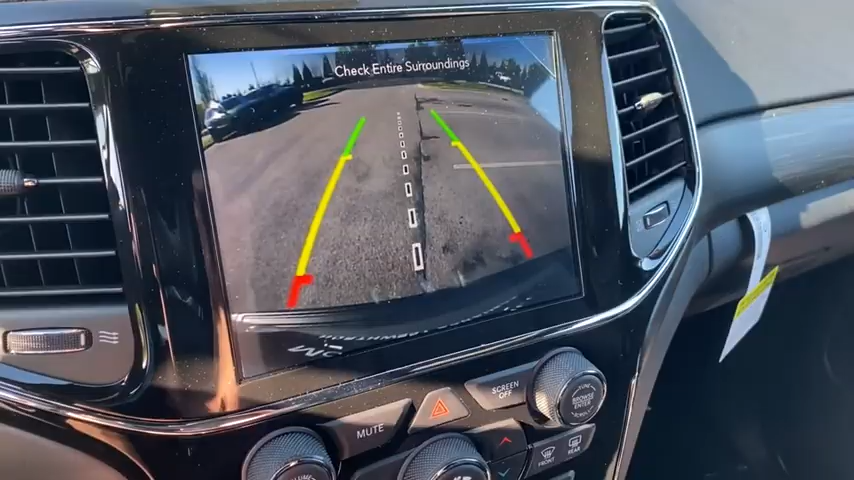 Check Entire Surroundings
MUTE
SCREEN
OFF
BROWSE
ENTER
FRONT
REAR